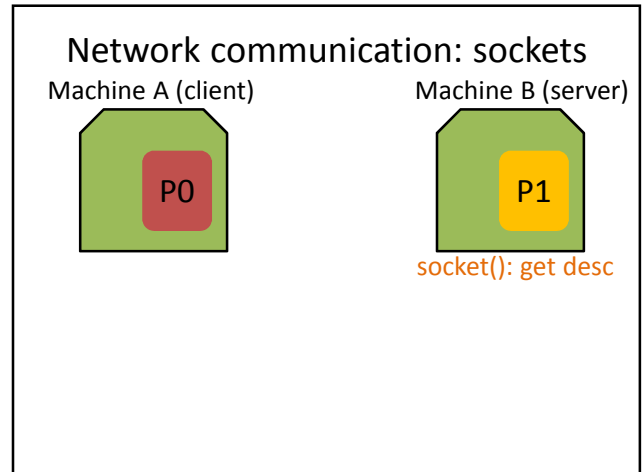 Network communication: sockets
Machine A (client)
Machine B (server)
P0
P1
socket(): get desc